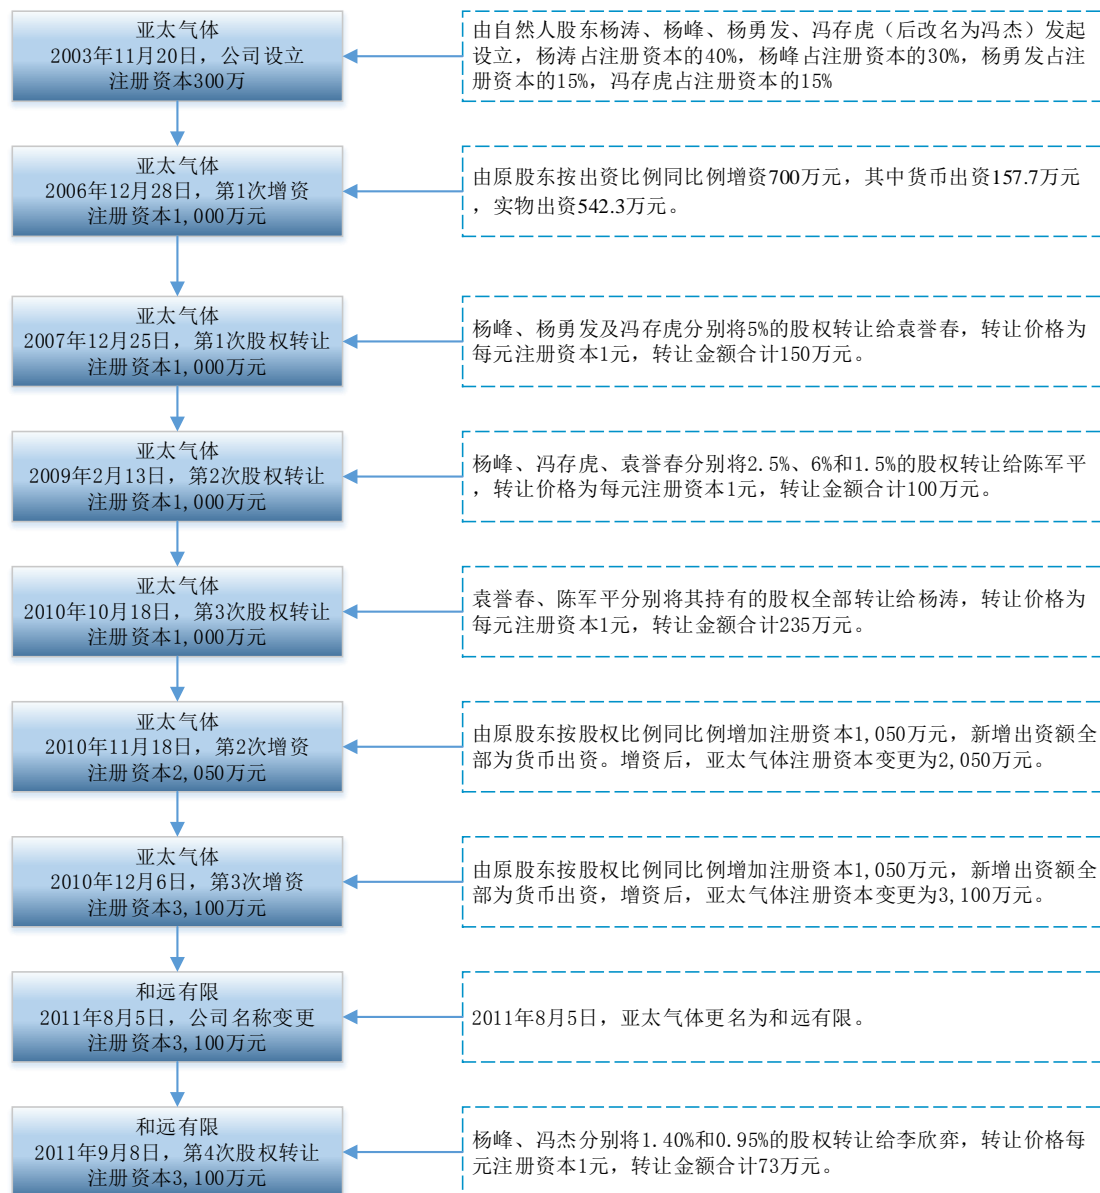 亚太气体
2003年11月20日，公司设立
注册资本300万
由自然人股东杨涛、杨峰、杨勇发、冯存虎（后改名为冯杰）发起
设立，杨涛占注册资本的40%，杨峰占注册资本的30%，杨勇发占注
册资本的15%，冯存虎占注册资本的15%
亚太气体
2006年12月28日，第1次增资
注册资本1,000万元
由原股东按出资比例同比例增资700万元，其中货币出资157.7万元
，实物出资542.3万元。
亚太气体
2007年12月25日，第1次股权转让
注册资本1,000万元
杨峰、杨勇发及冯存虎分别将5%的股权转让给袁誉春，转让价格为
每元注册资本1元，转让金额合计150万元。
亚太气体
2009年2月13日，第2次股权转让
注册资本1,000万元
杨峰、冯存虎、袁誉春分别将2.5%、6%和1.5%的股权转让给陈军平
，转让价格为每元注册资本1元，转让金额合计100万元。
亚太气体
2010年10月18日，第3次股权转让
注册资本1,000万元
袁誉春、陈军平分别将其持有的股权全部转让给杨涛，转让价格为
每元注册资本1元，转让金额合计235万元。
亚太气体
2010年11月18日，第2次增资
注册资本2,050万元
由原股东按股权比例同比例增加注册资本1,050万元，新增出资额全
部为货币出资。增资后，亚太气体注册资本变更为2,050万元。
亚太气体
2010年12月6日，第3次增资
注册资本3,100万元
由原股东按股权比例同比例增加注册资本1,050万元，新增出资额全
部为货币出资，增资后，亚太气体注册资本变更为3,100万元。
和远有限
2011年8月5日，公司名称变更
注册资本3,100万元
2011年8月5日，亚太气体更名为和远有限。
和远有限
2011年9月8日，第4次股权转让
注册资本3,100万元
杨峰、冯杰分别将1.40%和0.95%的股权转让给李欣弈，转让价格每
元注册资本1元，转让金额合计73万元。